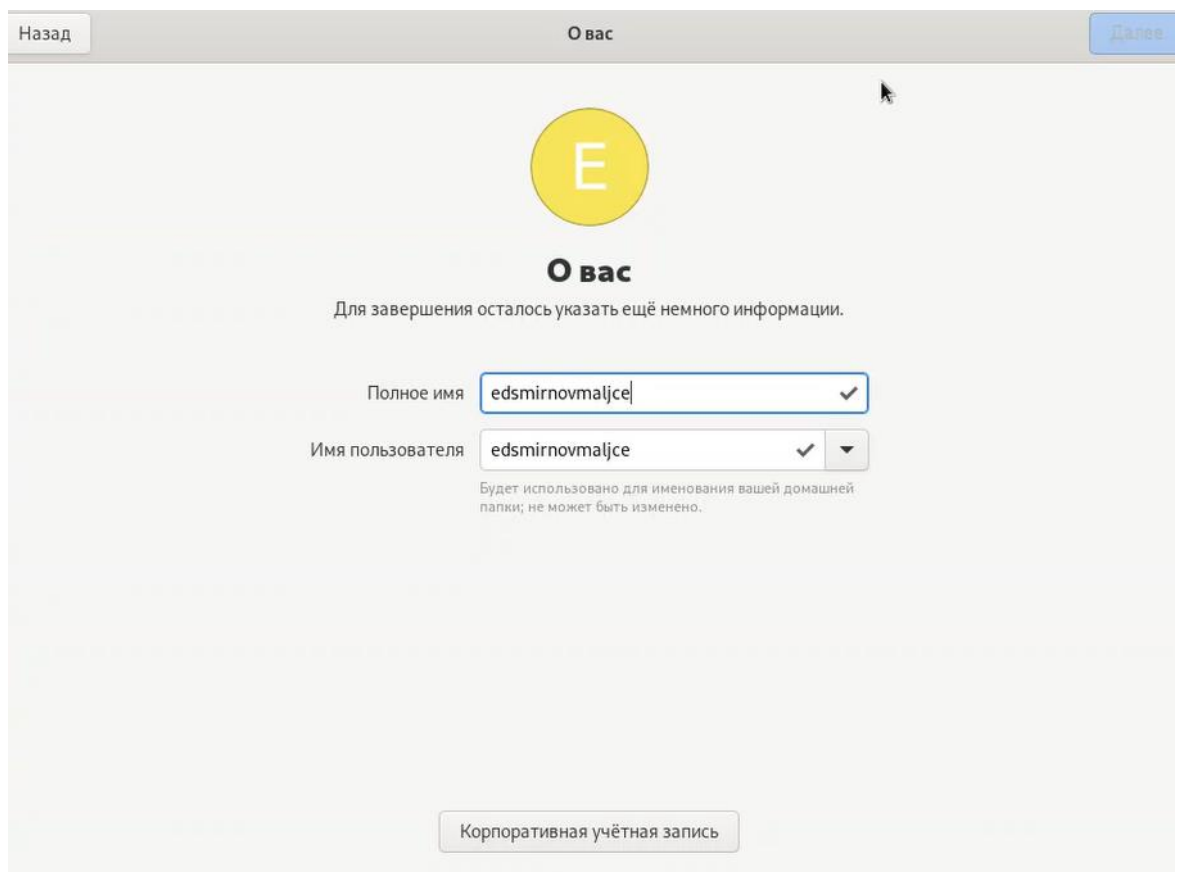 Назад
О вас
Далее
E
О вас
Для завершения осталось указать ещё немного информации.
Полное имя edsmirnovmaljce
Имя пользователя edsmirnovmaljce
Будет использовано для именования вашей домашней
папки; не может быть изменено.
Корпоративная учётная запись